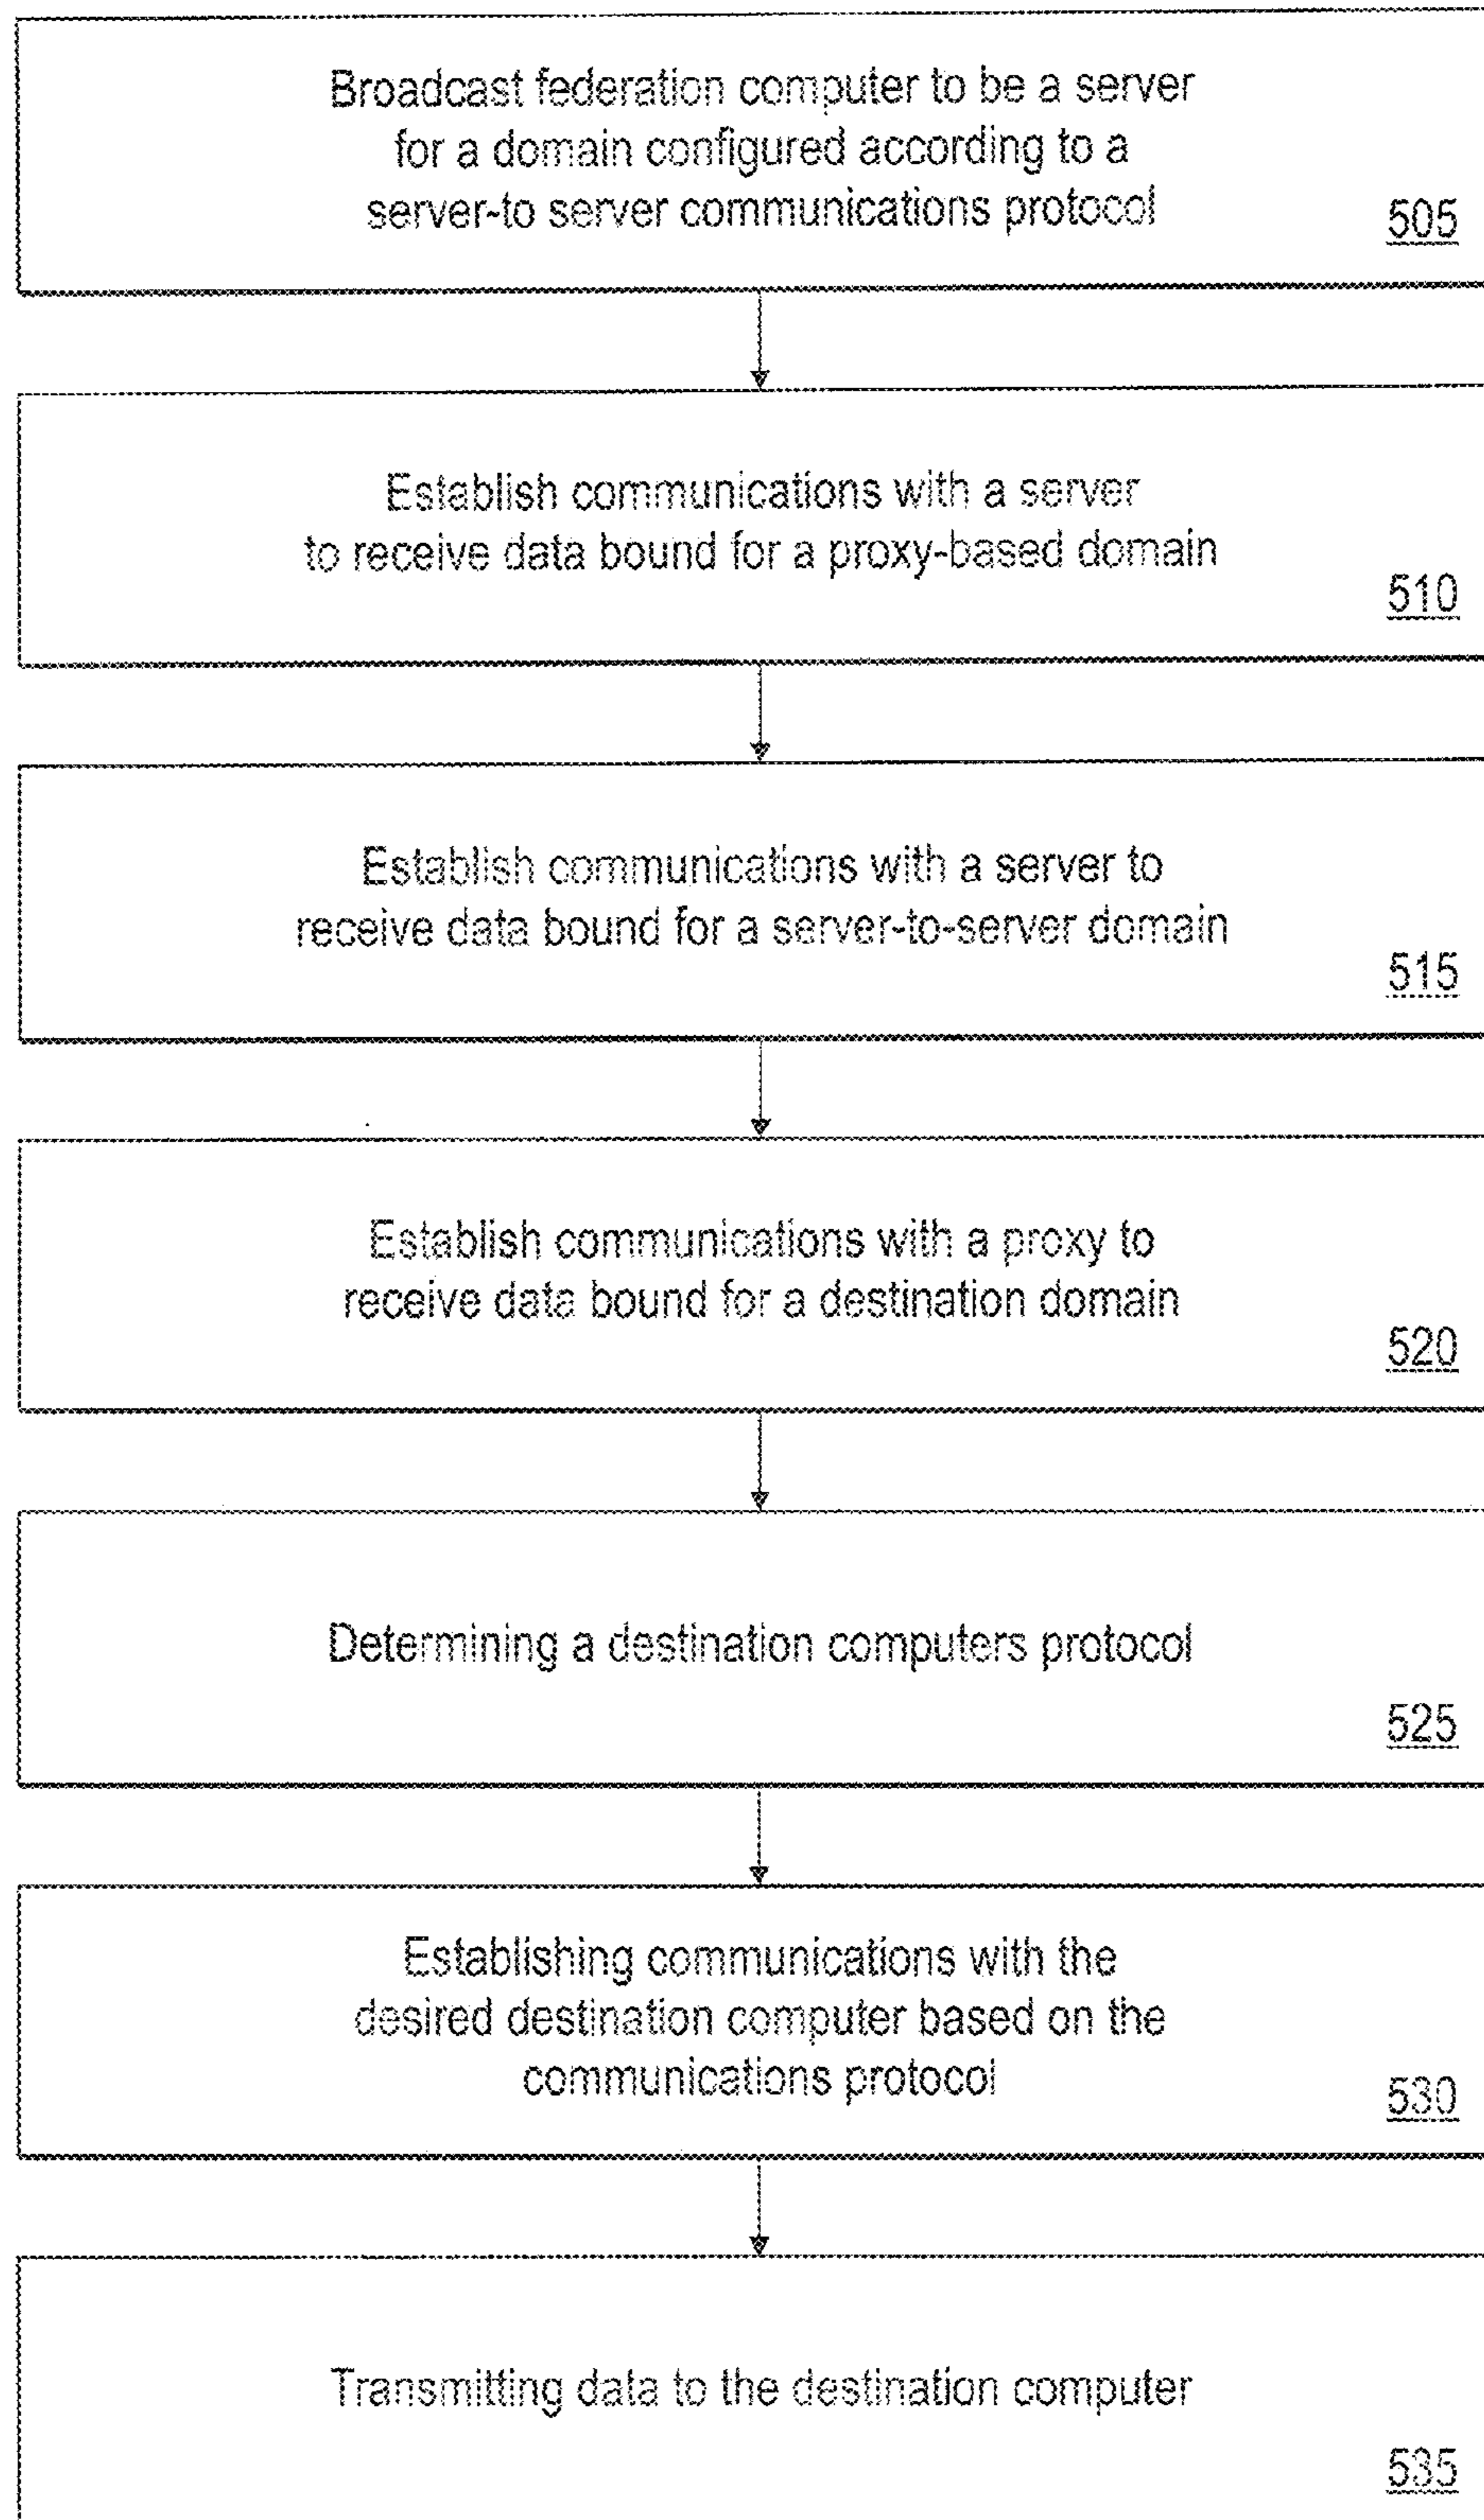 Broadcast federation computer to be a server
for a domain configured according to a
server-to server communications protocol
505
Establish communications with a server
to receive data bound for a proxy-based domain
510
Establish communications with a server to
receive data bound for a server-to-server domain
515
Establish communications with a proxy to
receive data bound for a destination domain
520
Determining a destination computers protocol
525
Establishing communications with the
desired destination computer based on the
communications protocol
530
Transmitting data to the destination computer
535